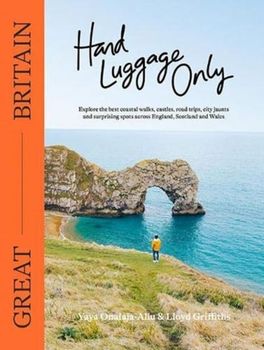 GREAT BRITAIN
Hand
Luggage
Only
Explore the best coastal walks, castles, road trips, city jaunts
and surprising spots across England, Scotland and Wales
Yaya Onalaja-Aliu & Lloyd Griffiths